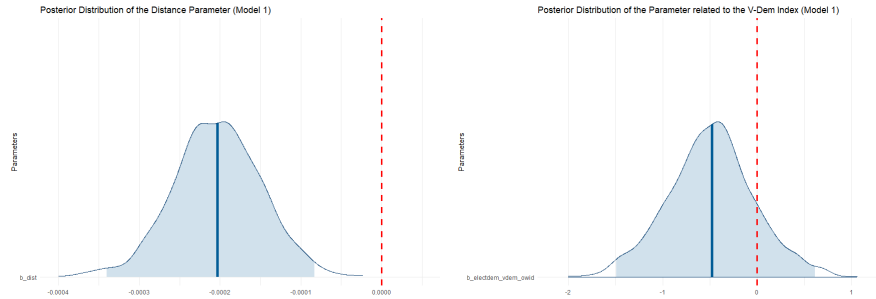 Posterior Distribution of the Distance Parameter (Model 1)
Parameters
b_dist
-0.0004 -0.0003 -0.0002 -0.0001 0.0000
Posterior Distribution of the Parameter related to the V-Dem Index (Model 1)
Parameters
b_electdem_vdem_owid
-2 -1 0 1